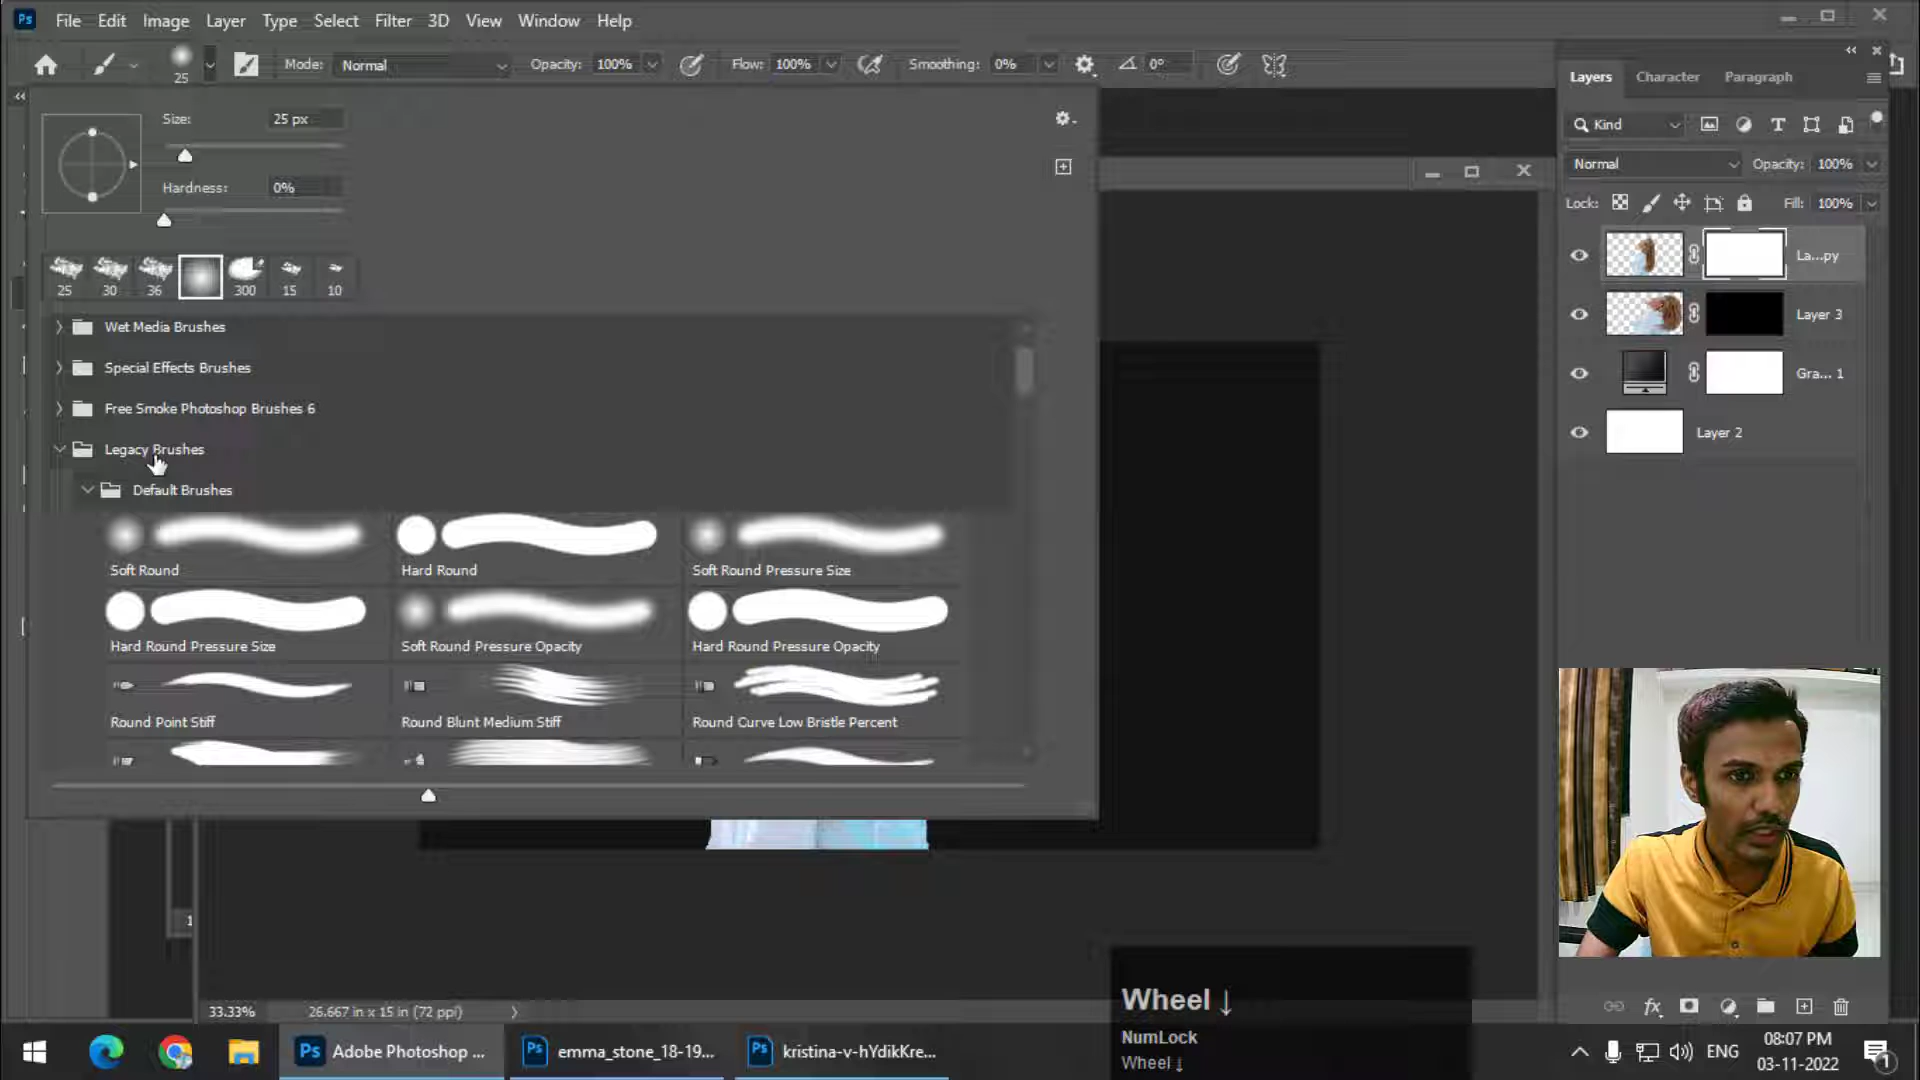 Ps File Edit Image Layer Type Select Filter 3D View Window Help
25 Mode: Normal Opacity: 100% Flow: 100% Smoothing: 0% 0°
Layers Character Paragraph
Size: 25 px
Hardness: 0%
Kind
Normal Opacity: 100%
Lock: Fill: 100%
25 30 36 300 15 10
La...py
Layer 3
Gra... 1
Layer 2
Wet Media Brushes
Special Effects Brushes
Free Smoke Photoshop Brushes 6
Legacy Brushes
Default Brushes
Soft Round Hard Round Soft Round Pressure Size
Hard Round Pressure Size Soft Round Pressure Opacity Hard Round Pressure Opacity
Round Point Stiff Round Blunt Medium Stiff Round Curve Low Bristle Percent
1
33.33% 26.667 in x 15 in (72 ppi)
Wheel ↓
NumLock
Wheel ↓
fx
Ps Adobe Photoshop ... Ps emma_stone_18-19... Ps kristina-v-hYdikKre...
ENG 08:07 PM
03-11-2022
1